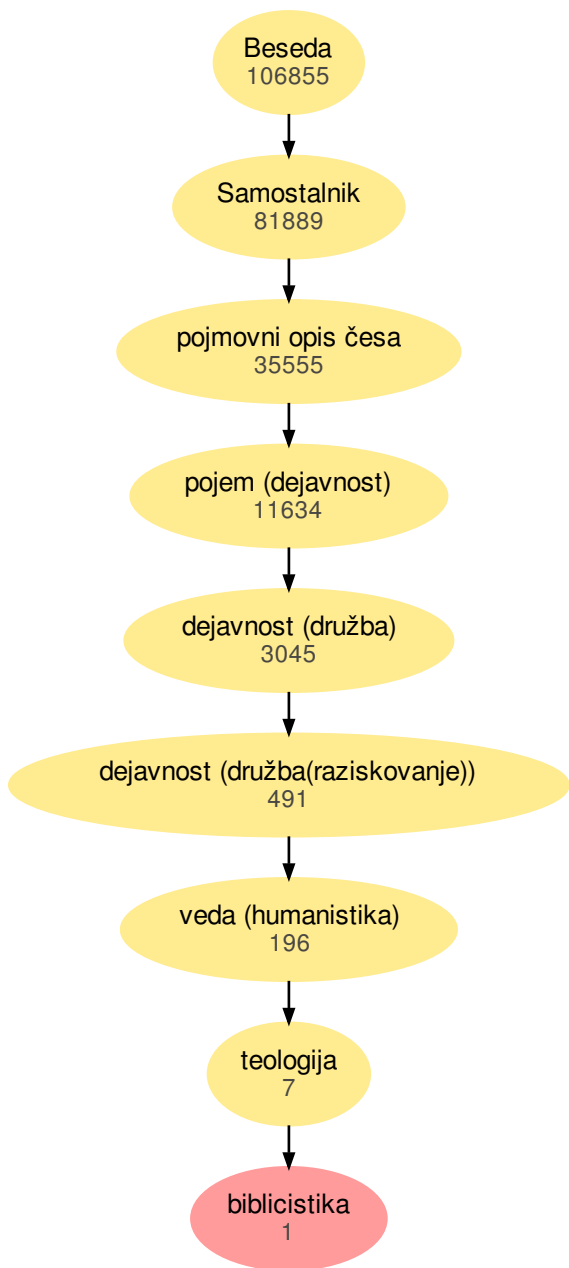 Beseda
106855
Samostalnik
81889
pojmovni opis česa
35555
pojem (dejavnost)
11634
dejavnost (družba)
3045
dejavnost (družba(raziskovanje))
491
veda (humanistika)
196
teologija
7
biblicistika
1